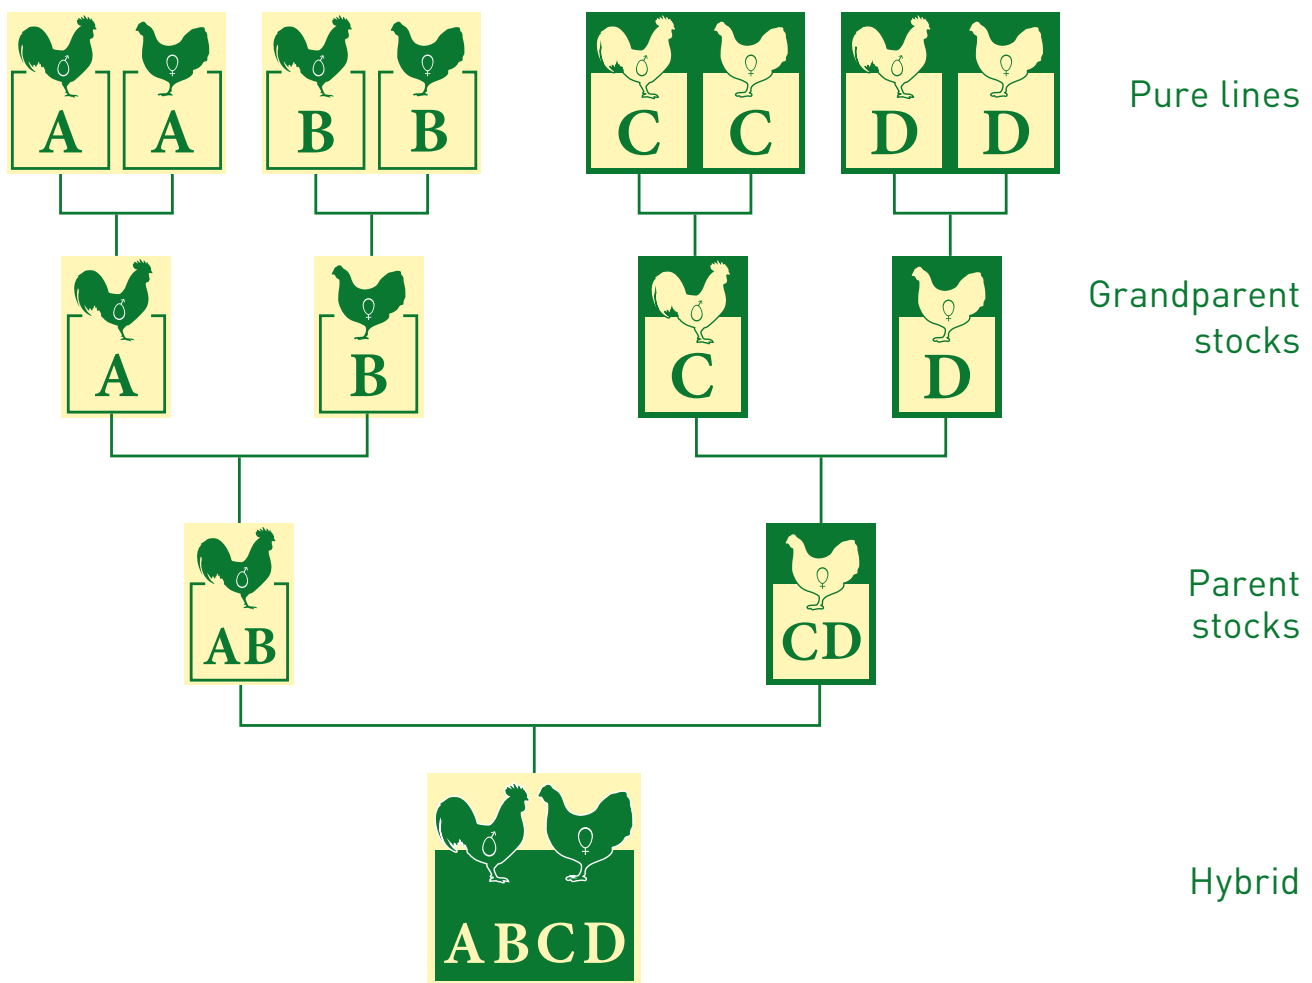 A A B B C C D D
Pure lines
A B C D
Grandparent
stocks
AB CD
Parent
stocks
ABCD
Hybrid